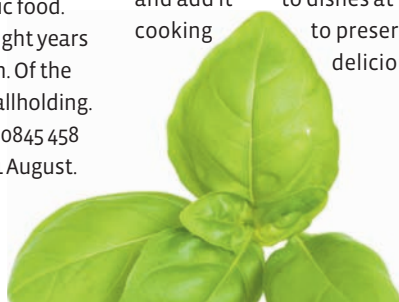 ic food.
ght years
n. Of the
allholding.
0845 458
August.
and add it to dishes at
cooking to preser
delicio